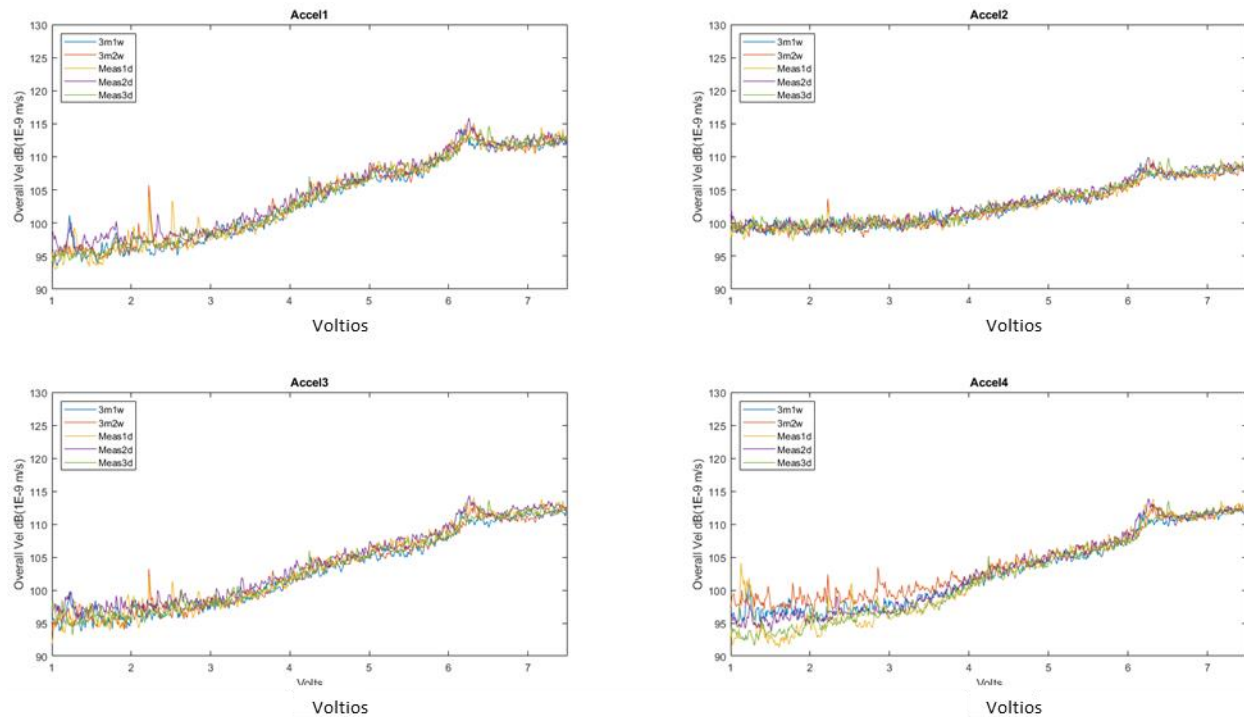 Accel1
130
125
120
115
110
105
100
95
90
Overall Vel dB(1E-9 m/s)
3m1w
3m2w
Meas1d
Meas2d
Meas3d
1 2 3 4 5 6 7
Voltios
Accel2
130
125
120
115
110
105
100
95
90
Overall Vel dB(1E-9 m/s)
3m1w
3m2w
Meas1d
Meas2d
Meas3d
1 2 3 4 5 6 7
Voltios
Accel3
130
125
120
115
110
105
100
95
90
Overall Vel dB(1E-9 m/s)
3m1w
3m2w
Meas1d
Meas2d
Meas3d
1 2 3 4 5 6 7
Volts
Voltios
Accel4
130
125
120
115
110
105
100
95
90
Overall Vel dB(1E-9 m/s)
3m1w
3m2w
Meas1d
Meas2d
Meas3d
1 2 3 4 5 6 7
Volts
Voltios